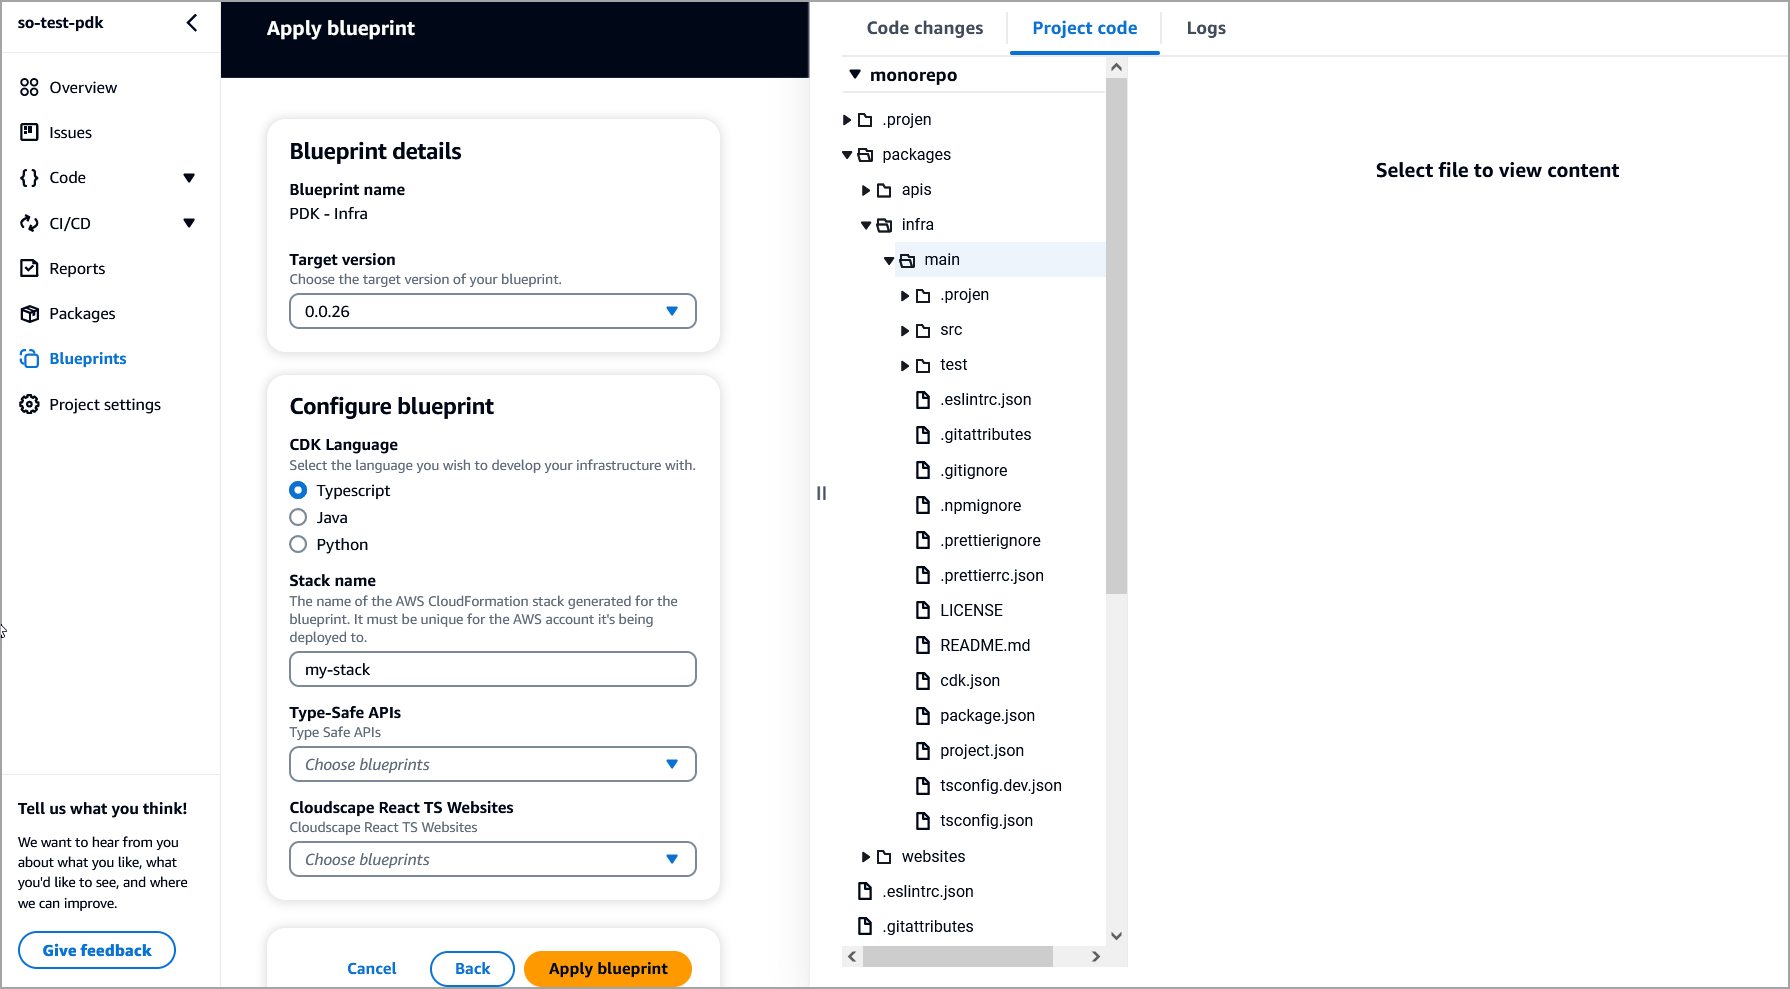 so-test-pdk
Overview
Issues
Code
CI/CD
Reports
Packages
Blueprints
Project settings
Tell us what you think!
We want to hear from you
about what you like, what
you'd like to see, and where
we can improve.
Give feedback
Apply blueprint
Blueprint details
Blueprint name
PDK - Infra
Target version
Choose the target version of your blueprint.
0.0.26
Configure blueprint
CDK Language
Select the language you wish to develop your infrastructure with.
Typescript
Java
Python
Stack name
The name of the AWS CloudFormation stack generated for the
blueprint. It must be unique for the AWS account it's being
deployed to.
my-stack
Type-Safe APIs
Type Safe APIs
Choose blueprints
Cloudscape React TS Websites
Cloudscape React TS Websites
Choose blueprints
Cancel
Back
Apply blueprint
Code changes
Project code
Logs
monorepo
.projen
packages
apis
infra
main
.projen
src
test
.eslintrc.json
.gitattributes
.gitignore
.npmignore
.prettierignore
.prettierrc.json
LICENSE
README.md
cdk.json
package.json
project.json
tsconfig.dev.json
tsconfig.json
websites
.eslintrc.json
.gitattributes
Select file to view content